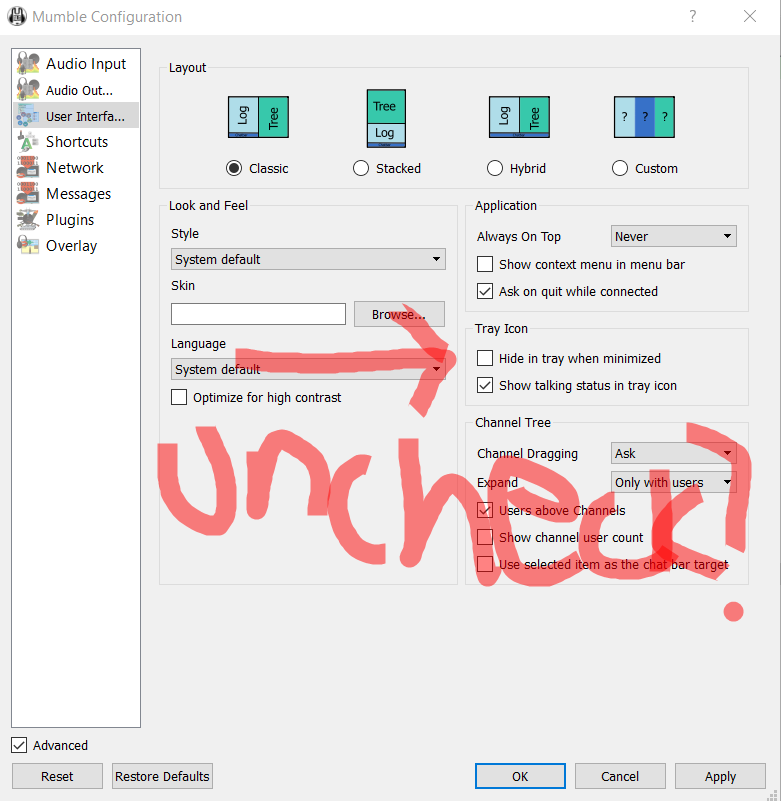 Mumble Configuration
?
Audio Input
Audio Out...
User Interfa...
Shortcuts
Network
Messages
Plugins
Overlay
Layout
Log
Tree
Tree
Log
Log
Tree
? ? ?
Classic
Stacked
Hybrid
Custom
Look and Feel
Style
System default
Skin
Browse...
Language
System default
Optimize for high contrast
Application
Always On Top
Never
Show context menu in menu bar
Ask on quit while connected
Tray Icon
Hide in tray when minimized
Show talking status in tray icon
Channel Tree
Channel Dragging
Ask
Expand
Only with users
Users above Channels
Show channel user count
Use selected item as the chat bar target
uncheck?
Advanced
Reset
Restore Defaults
OK
Cancel
Apply